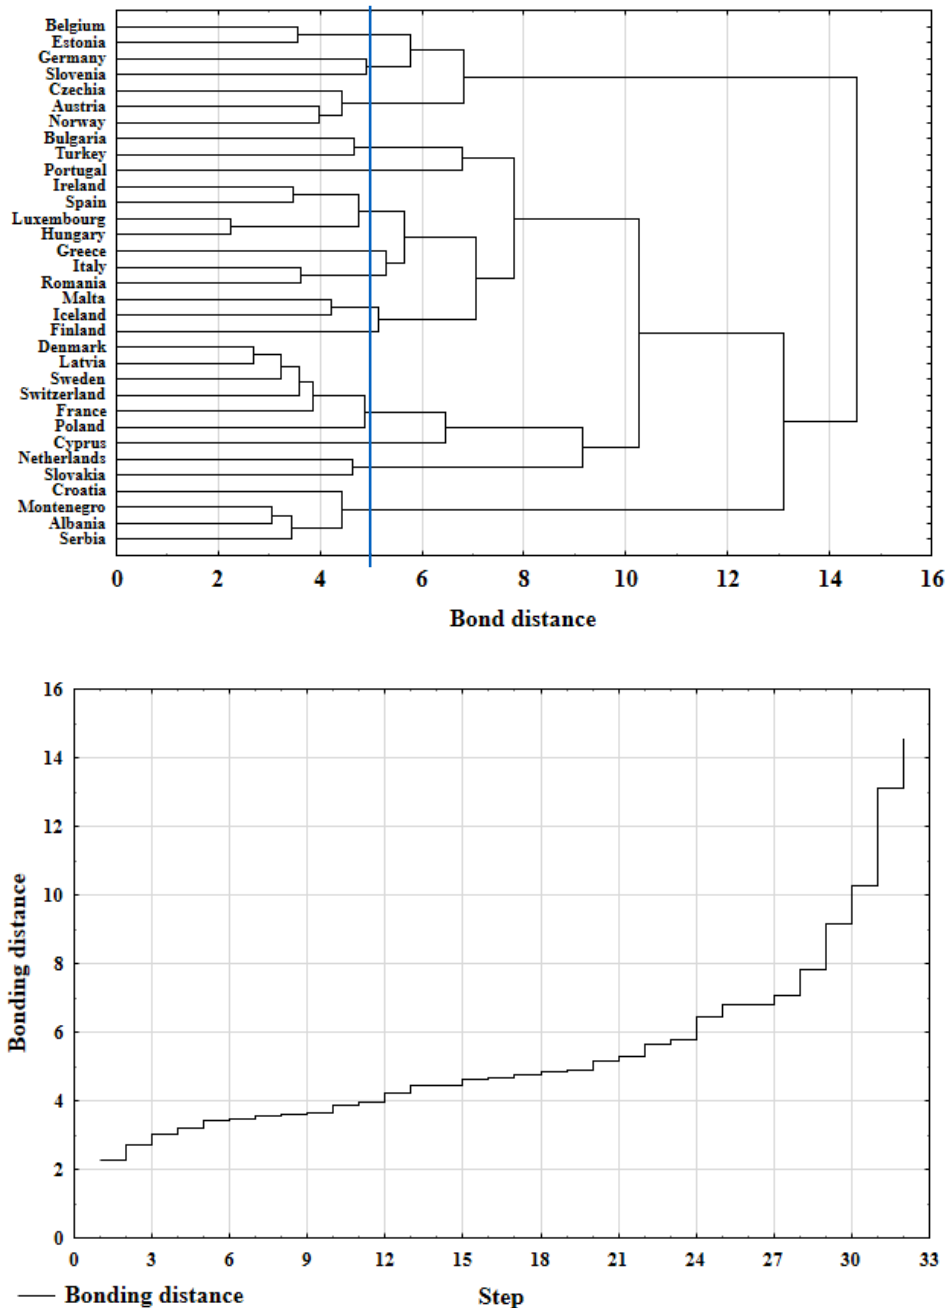 Belgium
Estonia
Germany
Slovenia
Czechia
Austria
Norway
Bulgaria
Turkey
Portugal
Ireland
Spain
Luxembourg
Hungary
Greece
Italy
Romania
Malta
Iceland
Finland
Denmark
Latvia
Sweden
Switzerland
France
Poland
Cyprus
Netherlands
Slovakia
Croatia
Montenegro
Albania
Serbia
0 2 4 6 8 10 12 14 16
Bond distance
16
14
12
10
8
6
4
2
0
Bonding distance
0 3 6 9 12 15 18 21 24 27 30 33
Bonding distance Step